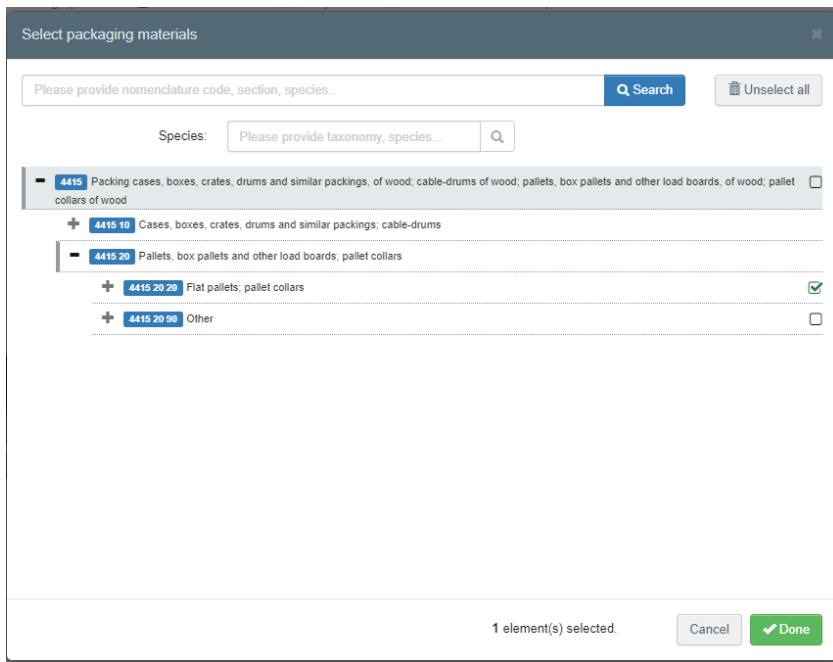 Select packaging materials
Please provide nomenclature code, section, species..
Search
Unselect all
Species:
Please provide taxonomy, species...
4415 Packing cases, boxes, crates, drums and similar packings, of wood; cable-drums of wood; pallets, box pallets and other load boards, of wood; pallet
collars of wood
4415 10 Cases, boxes, crates, drums and similar packings; cable-drums
4415 20 Pallets, box pallets and other load boards; pallet collars
4415 20 20 Flat pallets; pallet collars
4415 20 90 Other
1 element(s) selected.
Cancel
Done